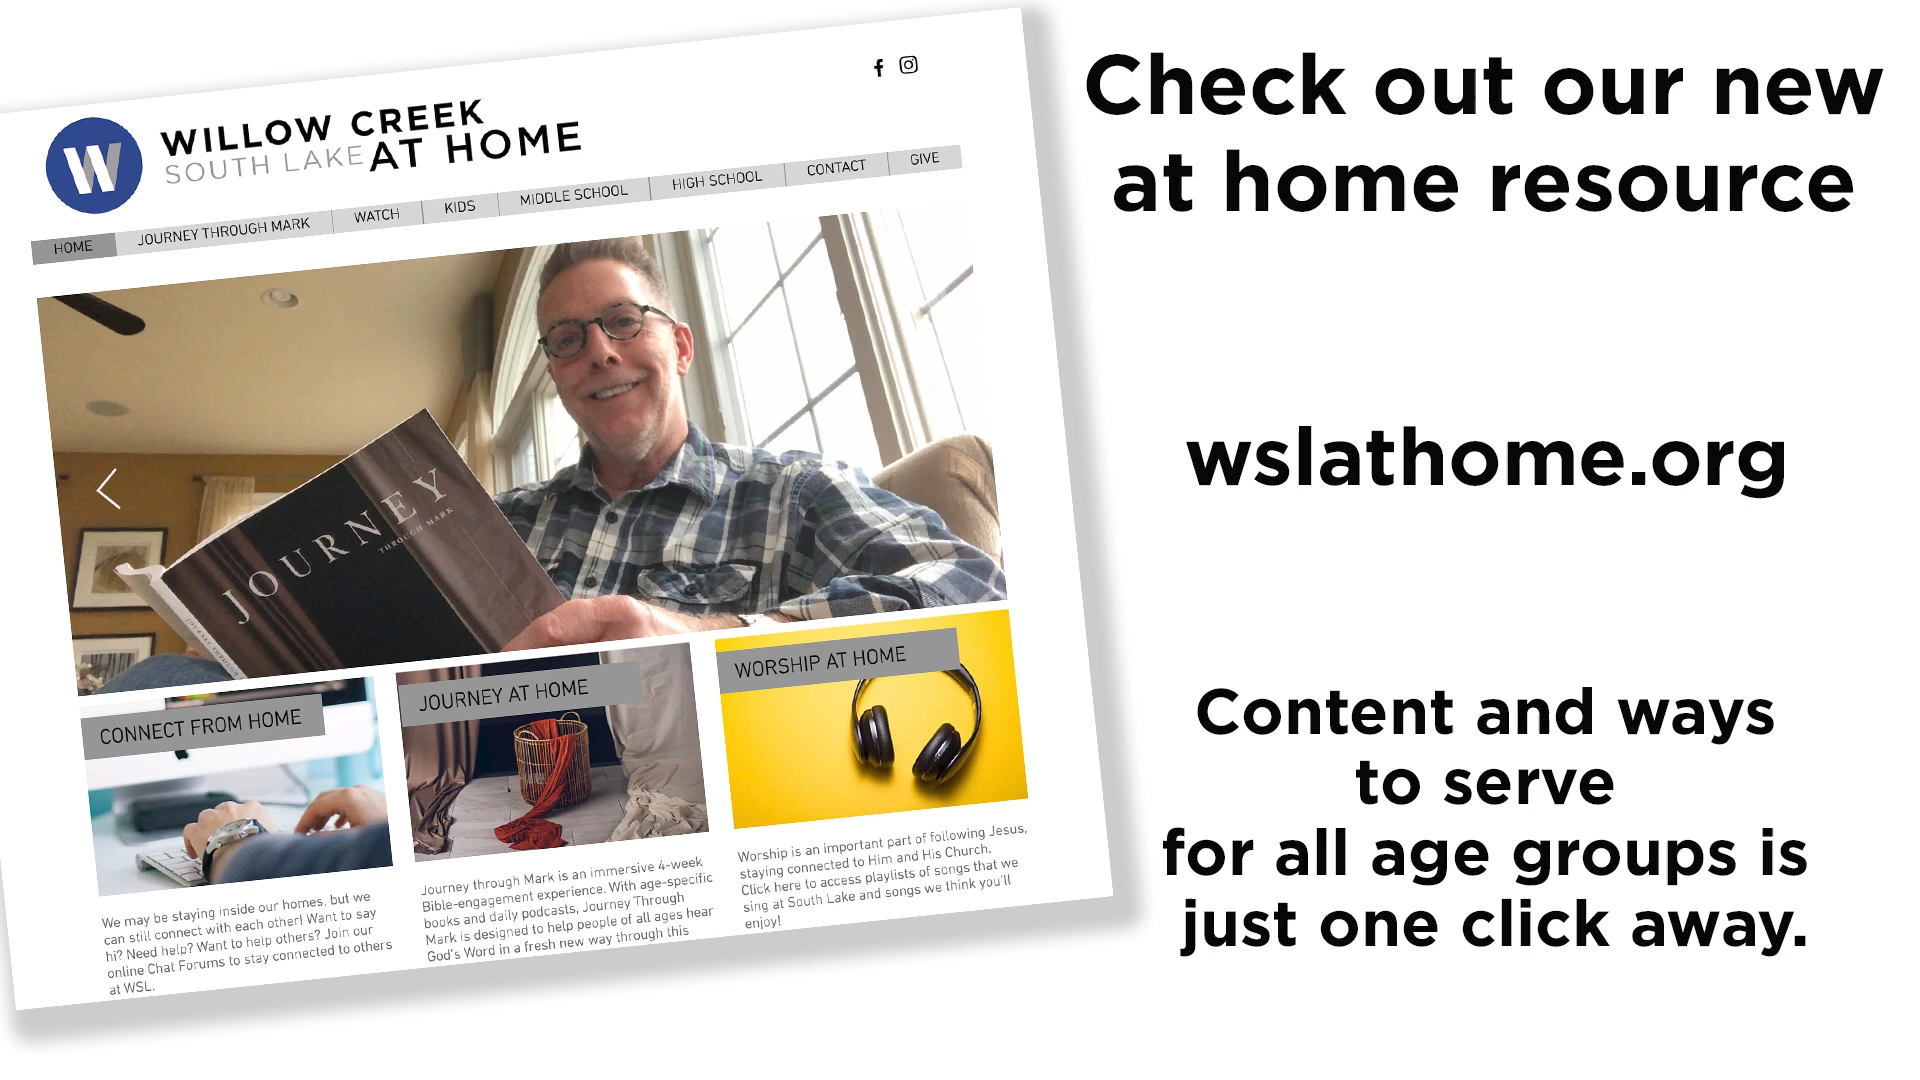 WILLOW CREEK
SOUTH LAKE AT HOME
HOME
JOURNEY THROUGH MARK
WATCH
KIDS
MIDDLE SCHOOL
HIGH SCHOOL
CONTACT
GIVE
JOURNEY
THROUGH MARK
CONNECT FROM HOME
We may be staying inside our homes, but we
can still connect with each other! Want to say
hi? Need help? Want to help others? Join our
online Chat Forums to stay connected to others
at WSL.
JOURNEY AT HOME
Journey through Mark is an immersive 4-week
Bible-engagement experience. With age-specific
books and daily podcasts, Journey Through
Mark is designed to help people of all ages hear
God's Word in a fresh new way through this
WORSHIP AT HOME
Worship is an important part of following Jesus,
staying connected to Him and His Church.
Click here to access playlists of songs that we
sing at South Lake and songs we think you'll
enjoy!
Check out our new
at home resource
wslathome.org
Content and ways
to serve
for all age groups is
just one click away.